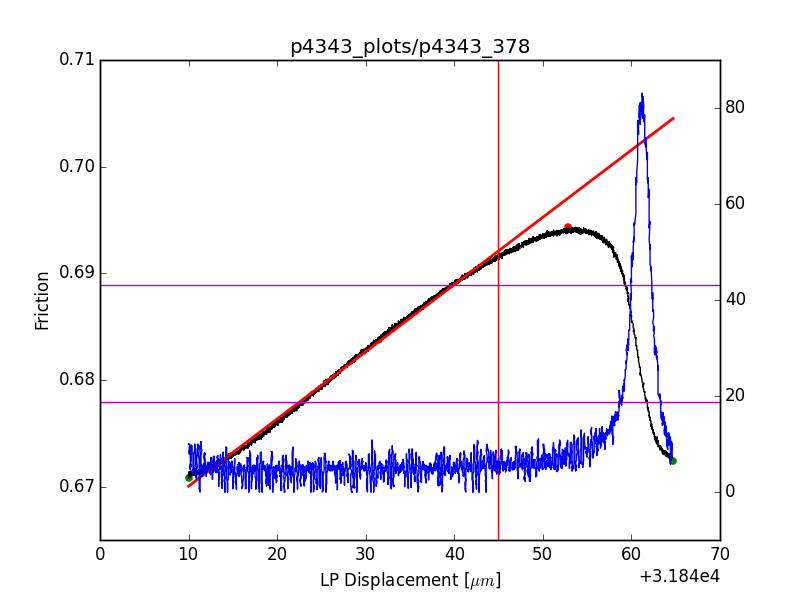 p4343_plots/p4343_378
0.71
0.70
0.69
0.68
0.67
Friction
80
60
40
20
0
0 10 20 30 40 50 60 70
LP Displacement [μm]
+3.184e4